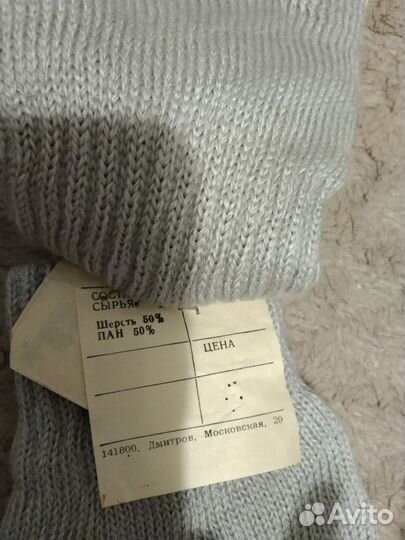 СОСТ
СЫРЬЯ
Шерсть 50%
ПАН 50%
ЦЕНА
141800, Дмитров, Московская, 29
Avito